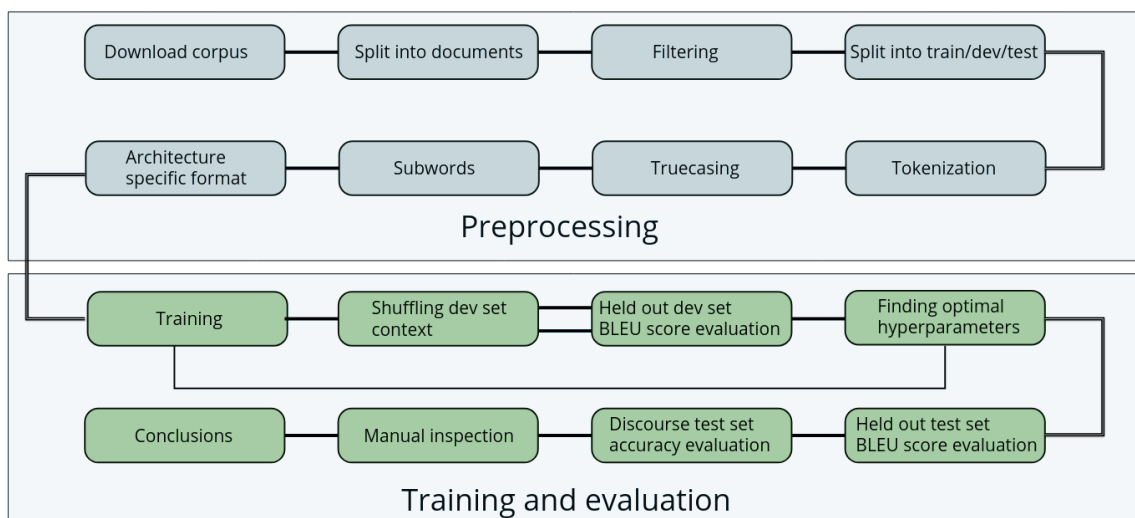 Download corpus
Split into documents
Filtering
Split into train/dev/test
Architecture
specific format
Subwords
Truecasing
Tokenization
Preprocessing
Training
Shuffling dev set
context
Held out dev set
BLEU score evaluation
Finding optimal
hyperparameters
Conclusions
Manual inspection
Discourse test set
accuracy evaluation
Held out test set
BLEU score evaluation
Training and evaluation